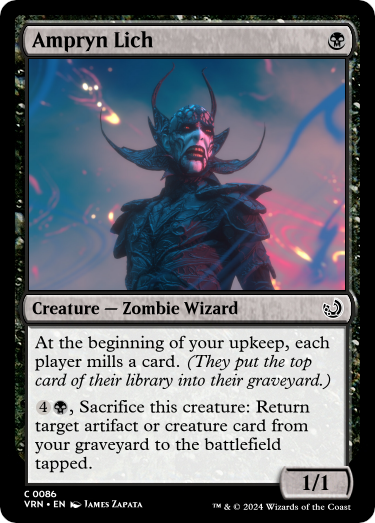 Ampryn Lich
Creature — Zombie Wizard
At the beginning of your upkeep, each
player mills a card. (They put the top
card of their library into their graveyard.)
4, Sacrifice this creature: Return
target artifact or creature card from
your graveyard to the battlefield
tapped.
1/1
C 0086
VRN • EN James Zapata
™ & © 2024 Wizards of the Coast